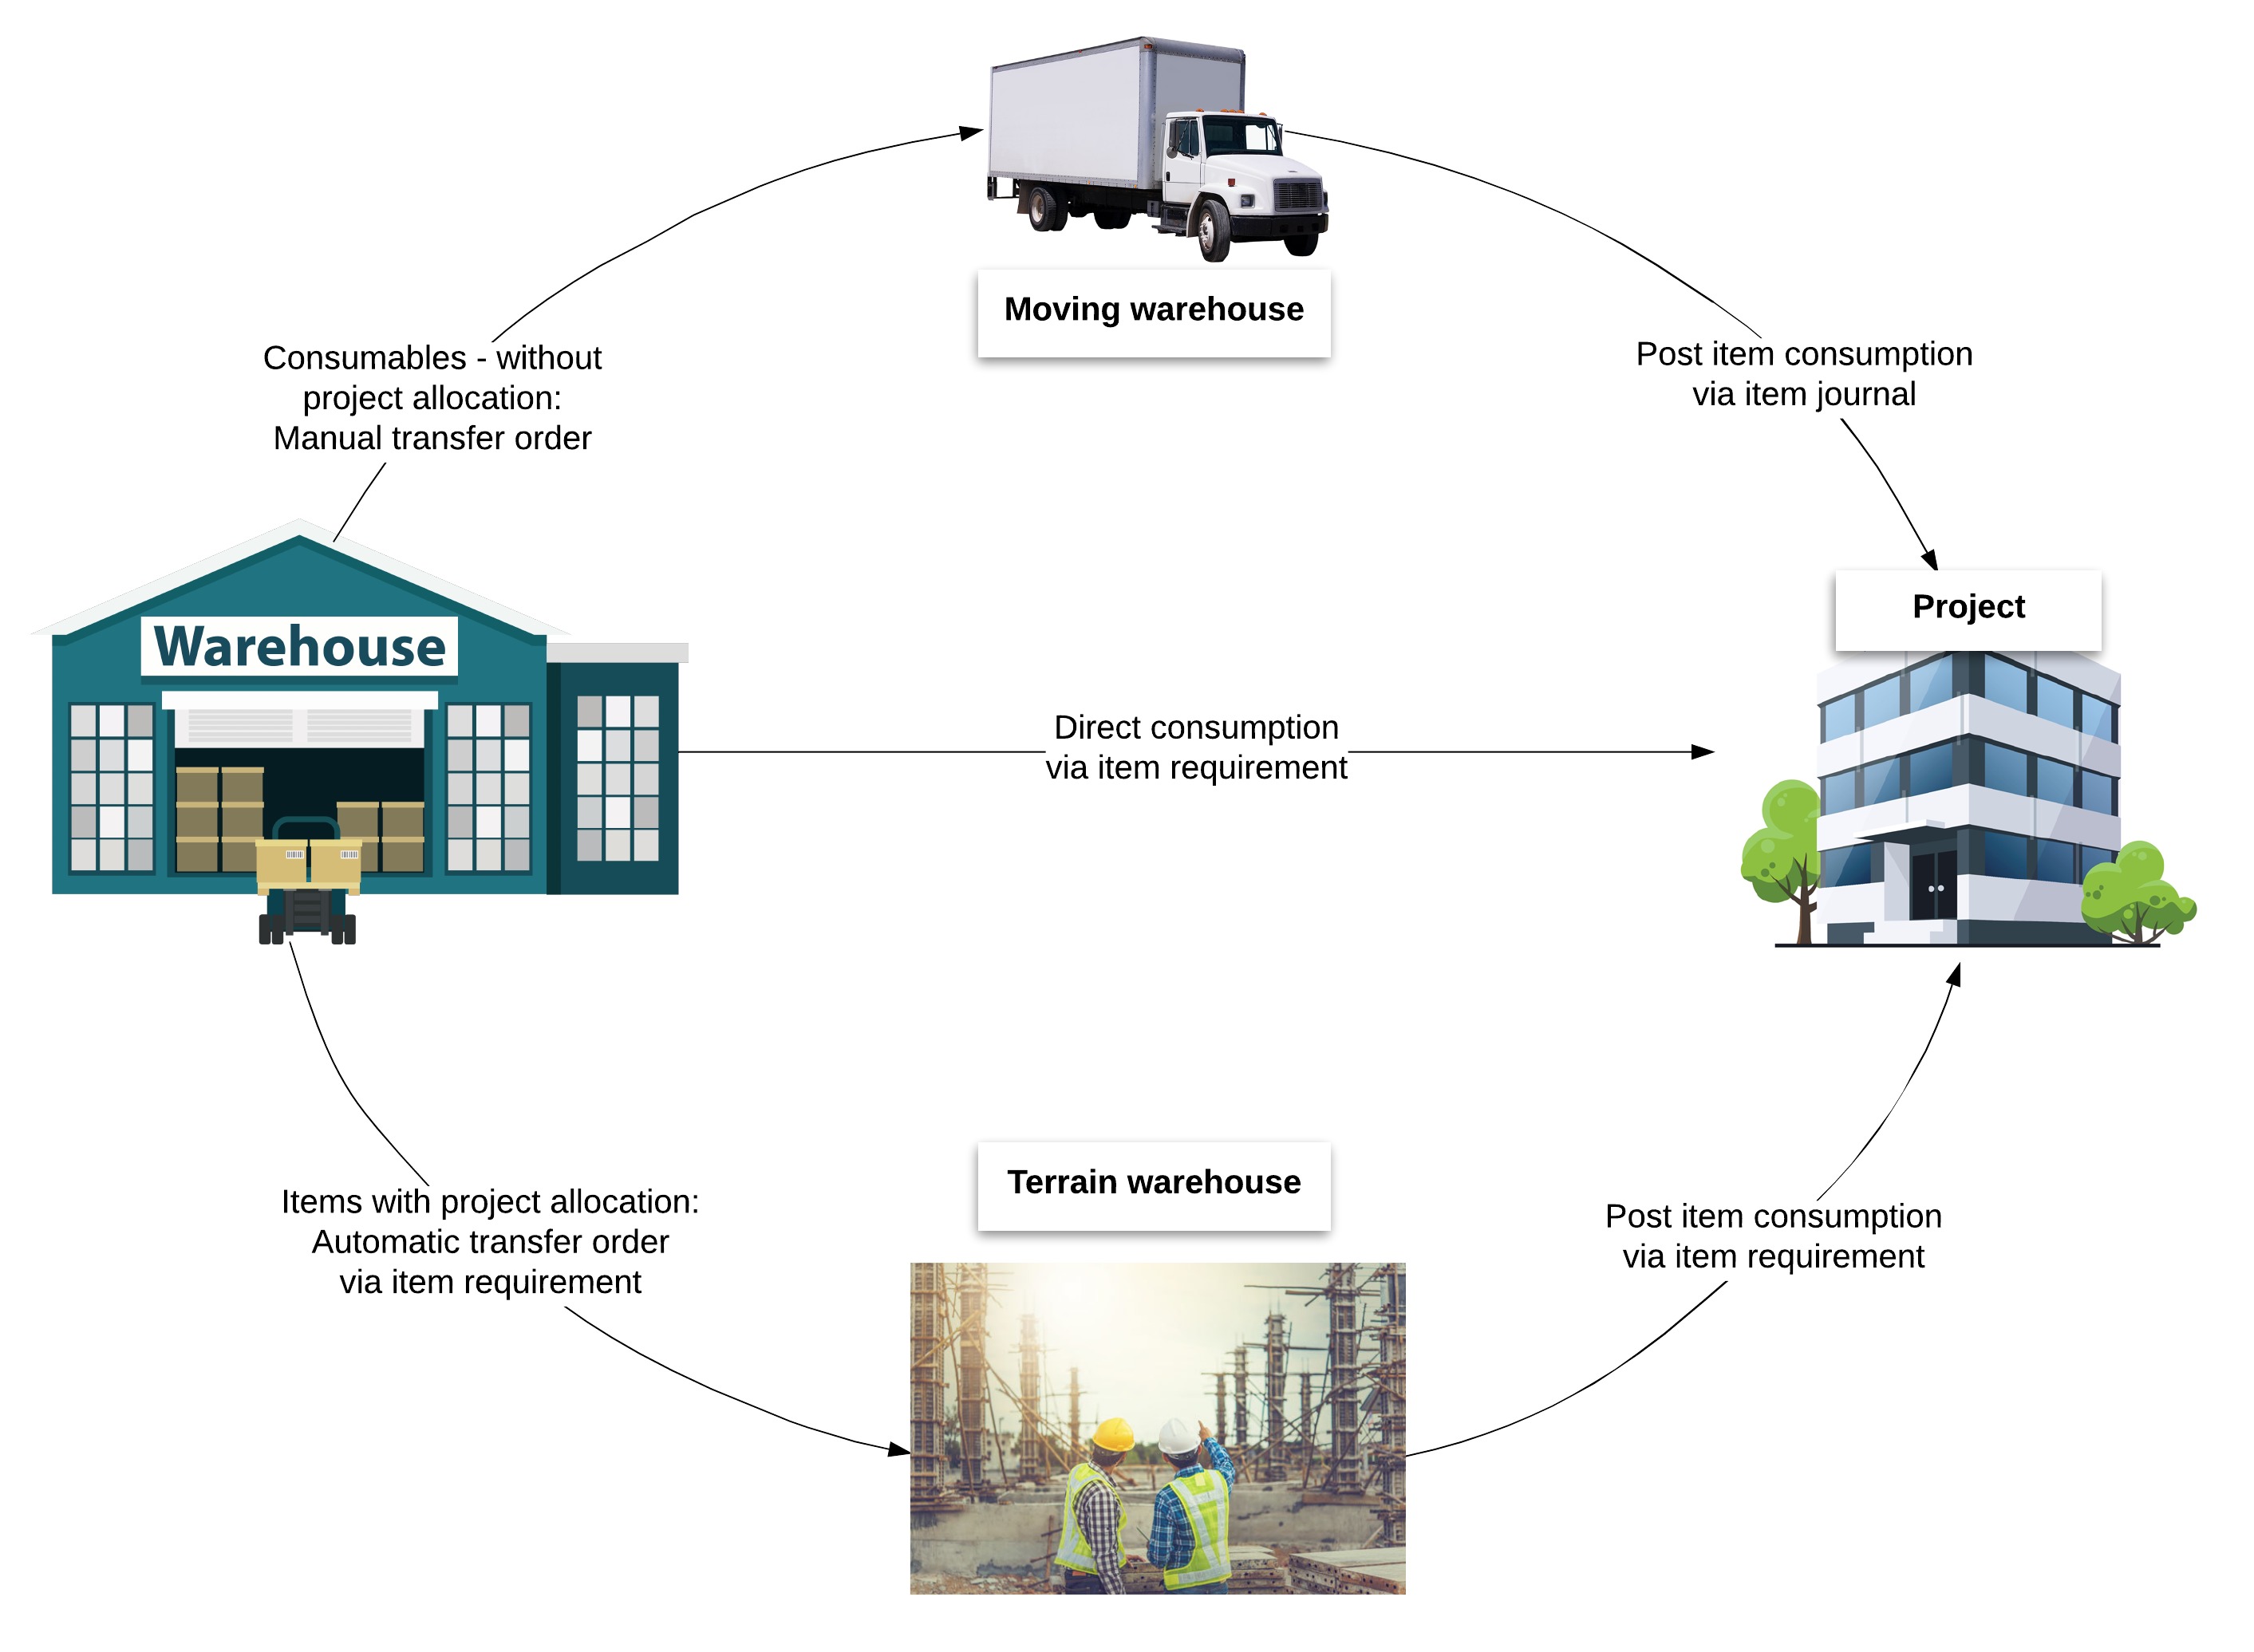 Moving warehouse
Consumables - without
project allocation:
Manual transfer order
Post item consumption
via item journal
Warehouse
Project
Direct consumption
via item requirement
Terrain warehouse
Items with project allocation:
Automatic transfer order
via item requirement
Post item consumption
via item requirement